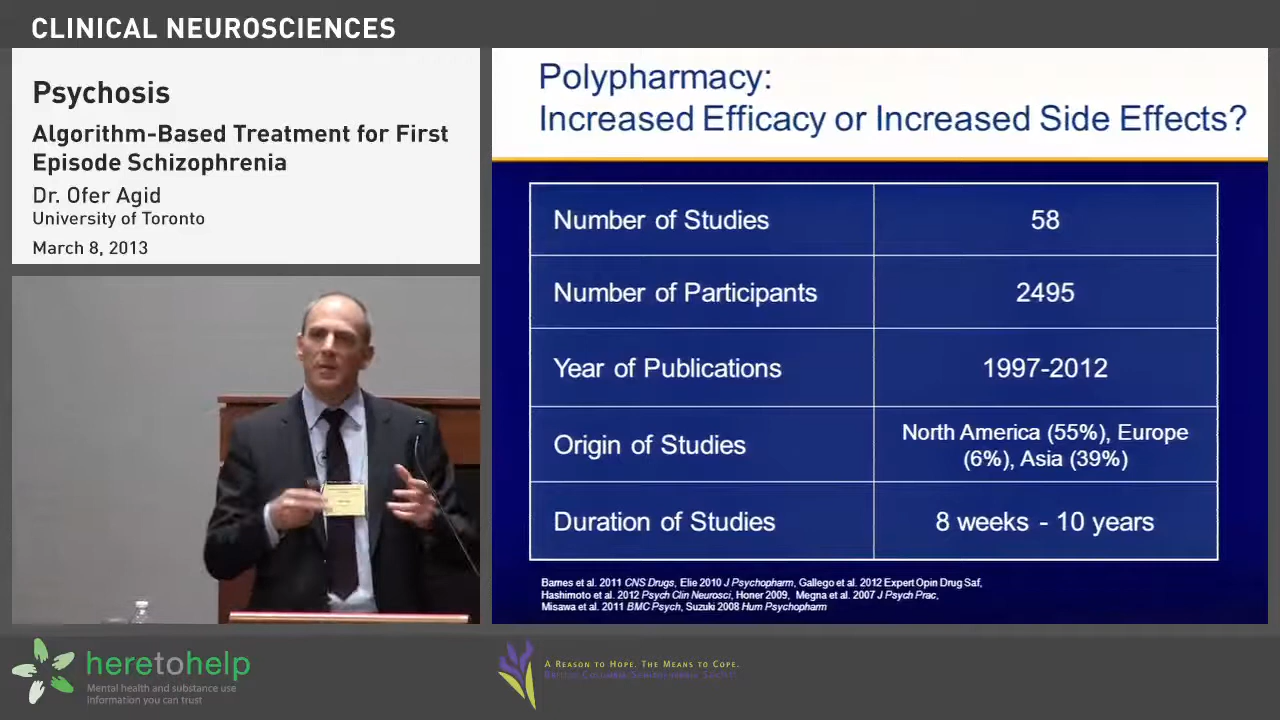 CLINICAL NEUROSCIENCES
Psychosis
Algorithm-Based Treatment for First
Episode Schizophrenia
Dr. Ofer Agid
University of Toronto
March 8, 2013
Polypharmacy:
Increased Efficacy or Increased Side Effects?
Number of Studies 58
Number of Participants 2495
Year of Publications 1997-2012
Origin of Studies North America (55%), Europe
(6%), Asia (39%)
Duration of Studies 8 weeks - 10 years
Barnes et al. 2011 CNS Drugs, Elie 2010 J Psychopharm, Gallego et al. 2012 Expert Opin Drug Saf,
Hashimoto et al. 2012 Psych Clin Neurosci, Honer 2009, Megna et al. 2007 J Psych Prac,
Misawa et al. 2011 BMC Psych, Suzuki 2008 Hum Psychopharm
heretohelp
Mental health and substance use
information you can trust
A Reason to Hope. The Means to Cope.
British Columbia Schizophrenia Society